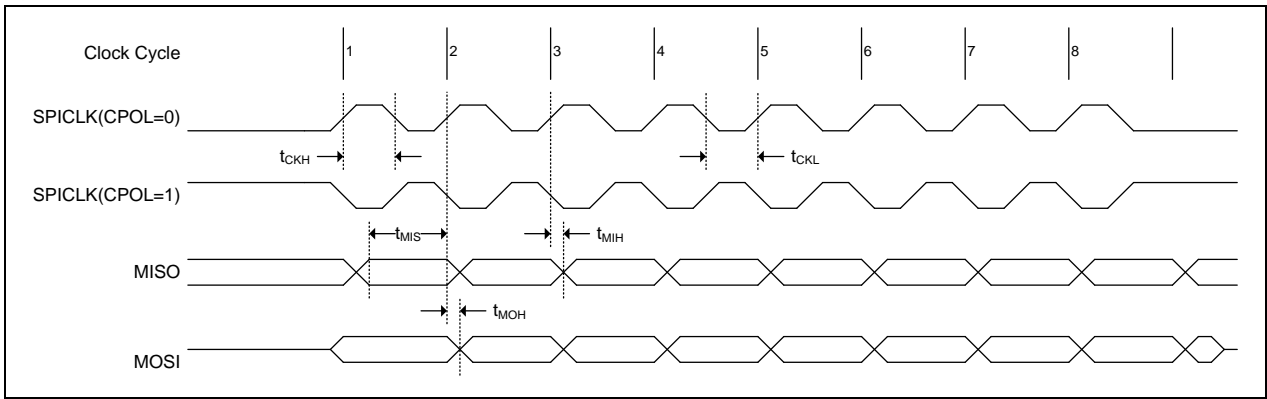 Clock Cycle 1 2 3 4 5 6 7 8
SPICLK(CPOL=0)
tCKH tCKL
SPICLK(CPOL=1)
tMIS tMIH
MISO
tMOH
MOSI